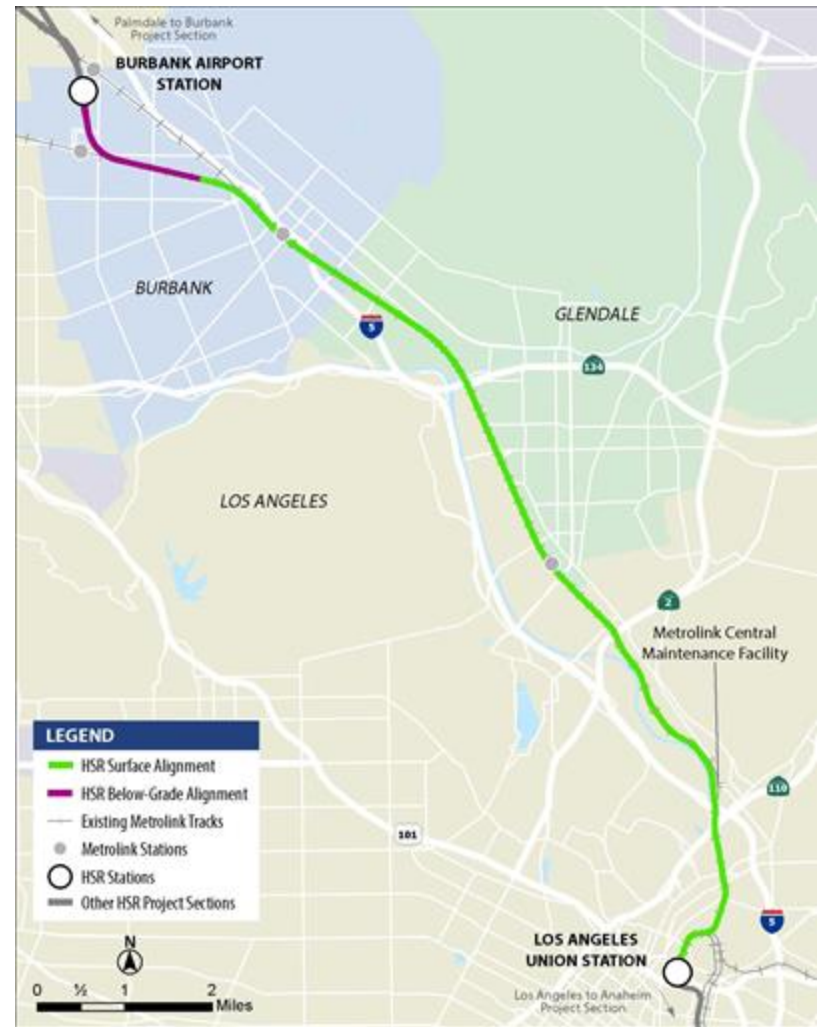 Palmdale to Burbank
Project Section
BURBANK AIRPORT
STATION
BURBANK
5
GLENDALE
134
LOS ANGELES
2
Metrolink Central
Maintenance Facility
LEGEND
HSR Surface Alignment
HSR Below-Grade Alignment
Existing Metrolink Tracks
Metrolink Stations
HSR Stations
Other HSR Project Sections
110
101
5
LOS ANGELES
UNION STATION
Los Angeles to Anaheim
Project Section
N
0 ½ 1 2
Miles